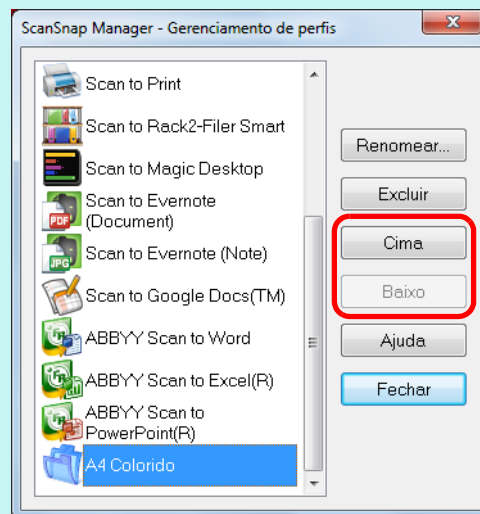 ScanSnap Manager - Gerenciamento de perfis
Scan to Print
Scan to Rack2-Filer Smart
Scan to Magic Desktop
Scan to Evernote
(Document)
Scan to Evernote (Note)
Scan to Google Docs(TM)
ABBYY Scan to Word
ABBYY Scan to Excel(R)
ABBYY Scan to
PowerPoint(R)
A4 Colorido
Renomear...
Excluir
Cima
Baixo
Ajuda
Fechar
PDF
JPG